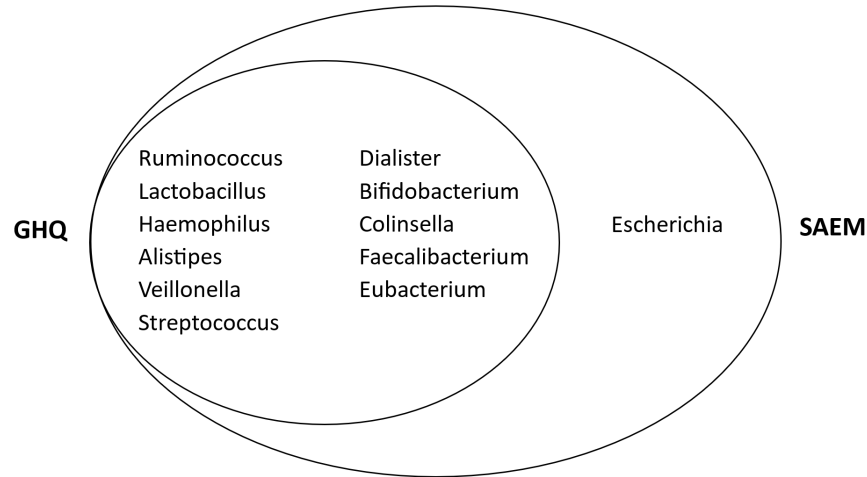 GHQ
Ruminococcus
Lactobacillus
Haemophilus
Alistipes
Veillonella
Streptococcus
Dialister
Bifidobacterium
Colinsella
Faecalibacterium
Eubacterium
Escherichia
SAEM